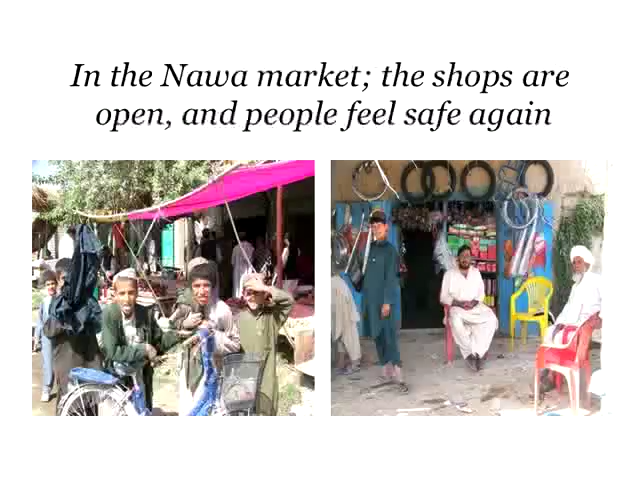 In the Nawa market; the shops are
open, and people feel safe again